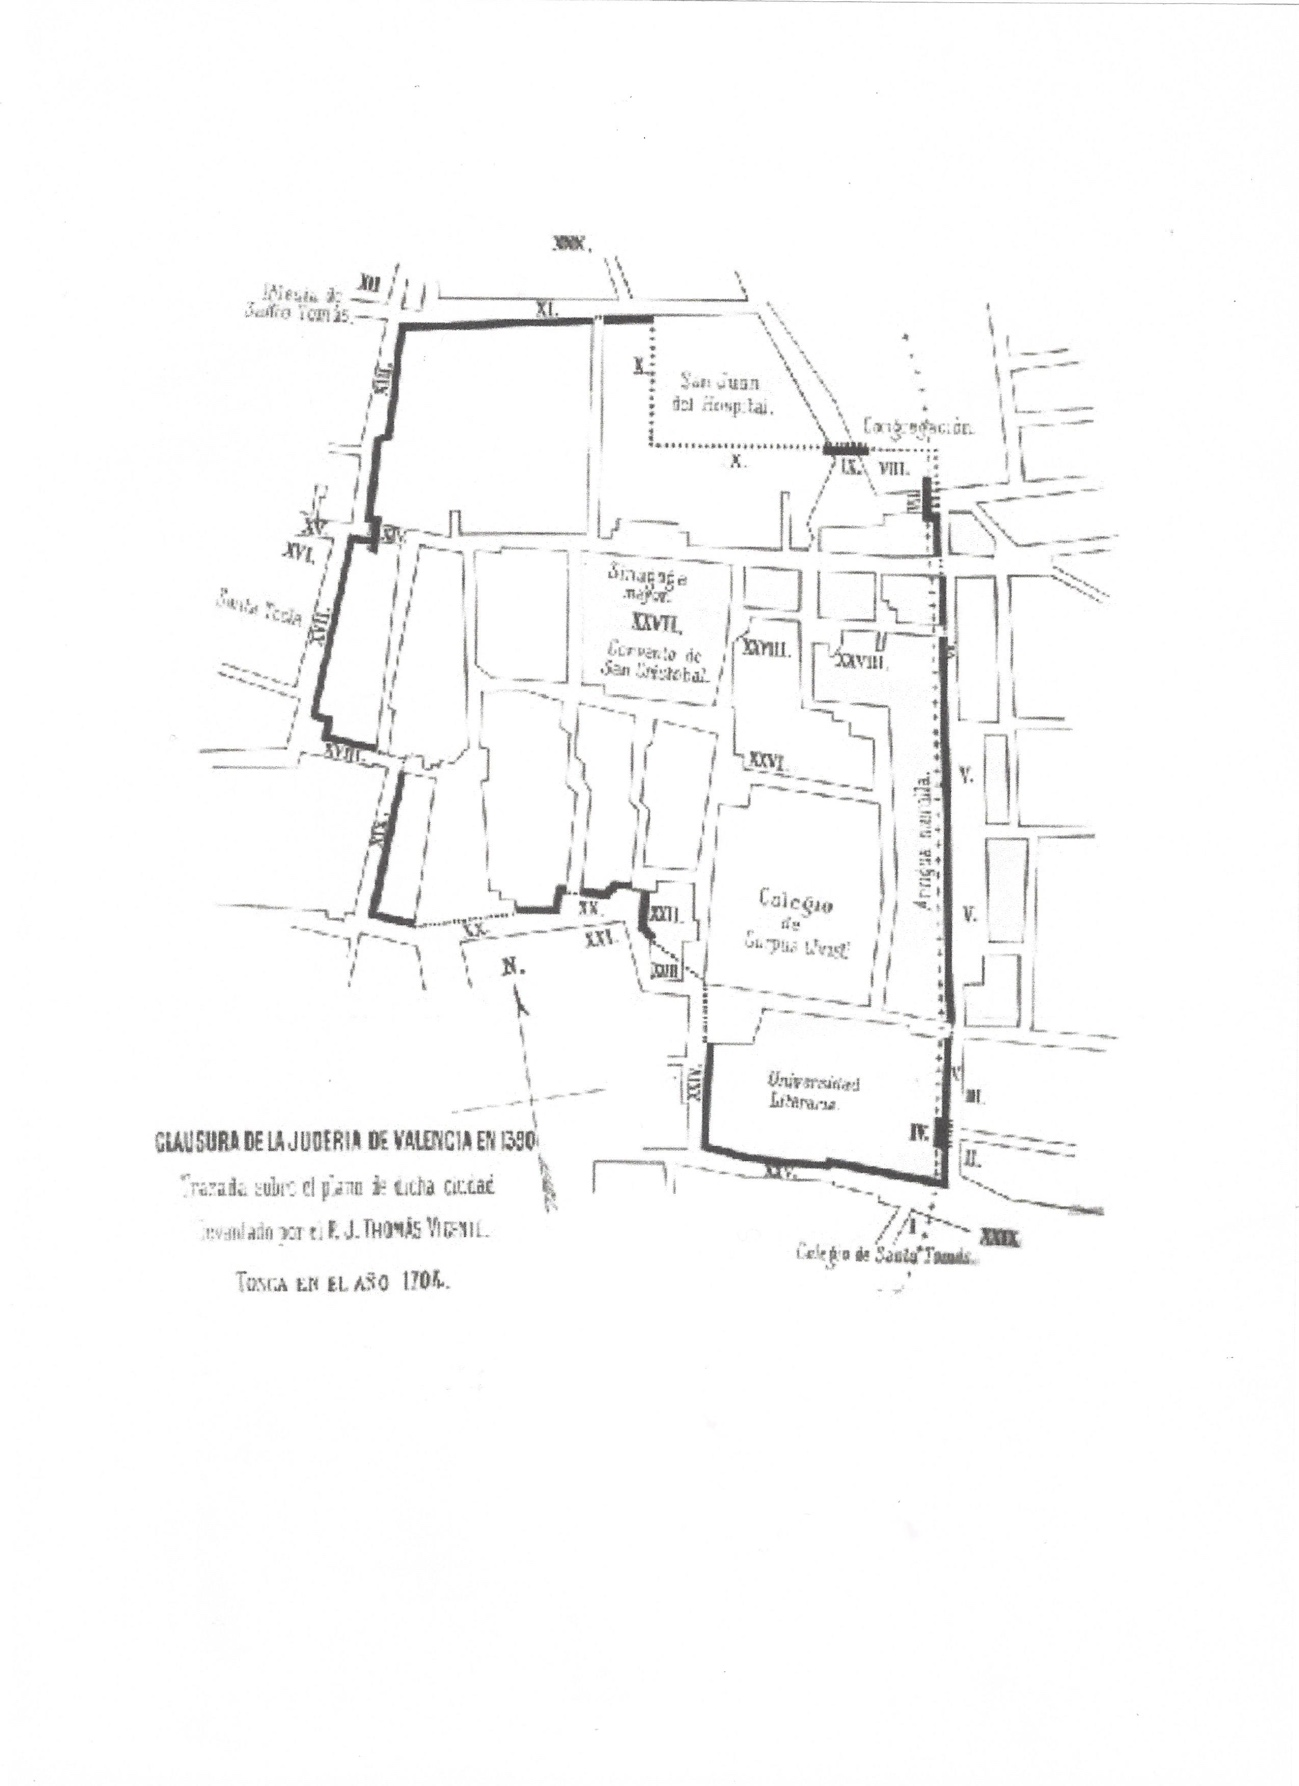 XXX.
XII
Iglesia de
Santo Tomás.
XI.
XIII.
X.
San Juan
del Hospital.
Congregación.
X.
IX.
VIII.
VII.
XV.
XIV.
XVI.
Sinagoga
mayor.
XXVII.
Convento de
San Cristobal.
XXVIII.
XXVIII.
Santa Tecla
XVII.
XVIII.
XXVI.
V.
Antigua muralla.
XIX.
Colegio
de
Corpus Christi
XX.
XXII.
V.
XX.
XXI.
N.
Universidad
Literaria.
XXIV.
V.
III.
IV.
II.
XXV.
I
XXIX
Colegio de Santo Tomás.
CLAUSURA DE LA JUDERIA DE VALENCIA EN 1390
Trazada sobre el plano de dicha ciudad
levantado por el P. J. THOMÁS VICENTE
TOSCA EN EL AÑO 1704.